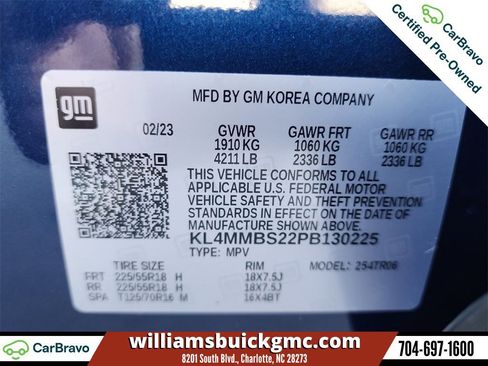 CarBravo
Certified Pre-Owned
gm
MFD BY GM KOREA COMPANY
02/23 GVWR GAWR FRT GAWR RR
1910 KG 1060 KG 1060 KG
4211 LB 2336 LB 2336 LB
THIS VEHICLE CONFORMS TO ALL
APPLICABLE U.S. FEDERAL MOTOR
VEHICLE SAFETY AND THEFT PREVENTION
STANDARDS IN EFFECT ON THE DATE OF
MANUFACTURE SHOWN ABOVE.
KL4MMBS22PB130225
TYPE: MPV MODEL: 254TR06
TIRE SIZE RIM
FRT 225/55R18 H 18X7.5J
RR 225/55R18 H 18X7.5J
SPA T125/70R16 M 16X4BT
CarBravo
williamsbuickgmc.com
8201 South Blvd., Charlotte, NC 28273
704-697-1600